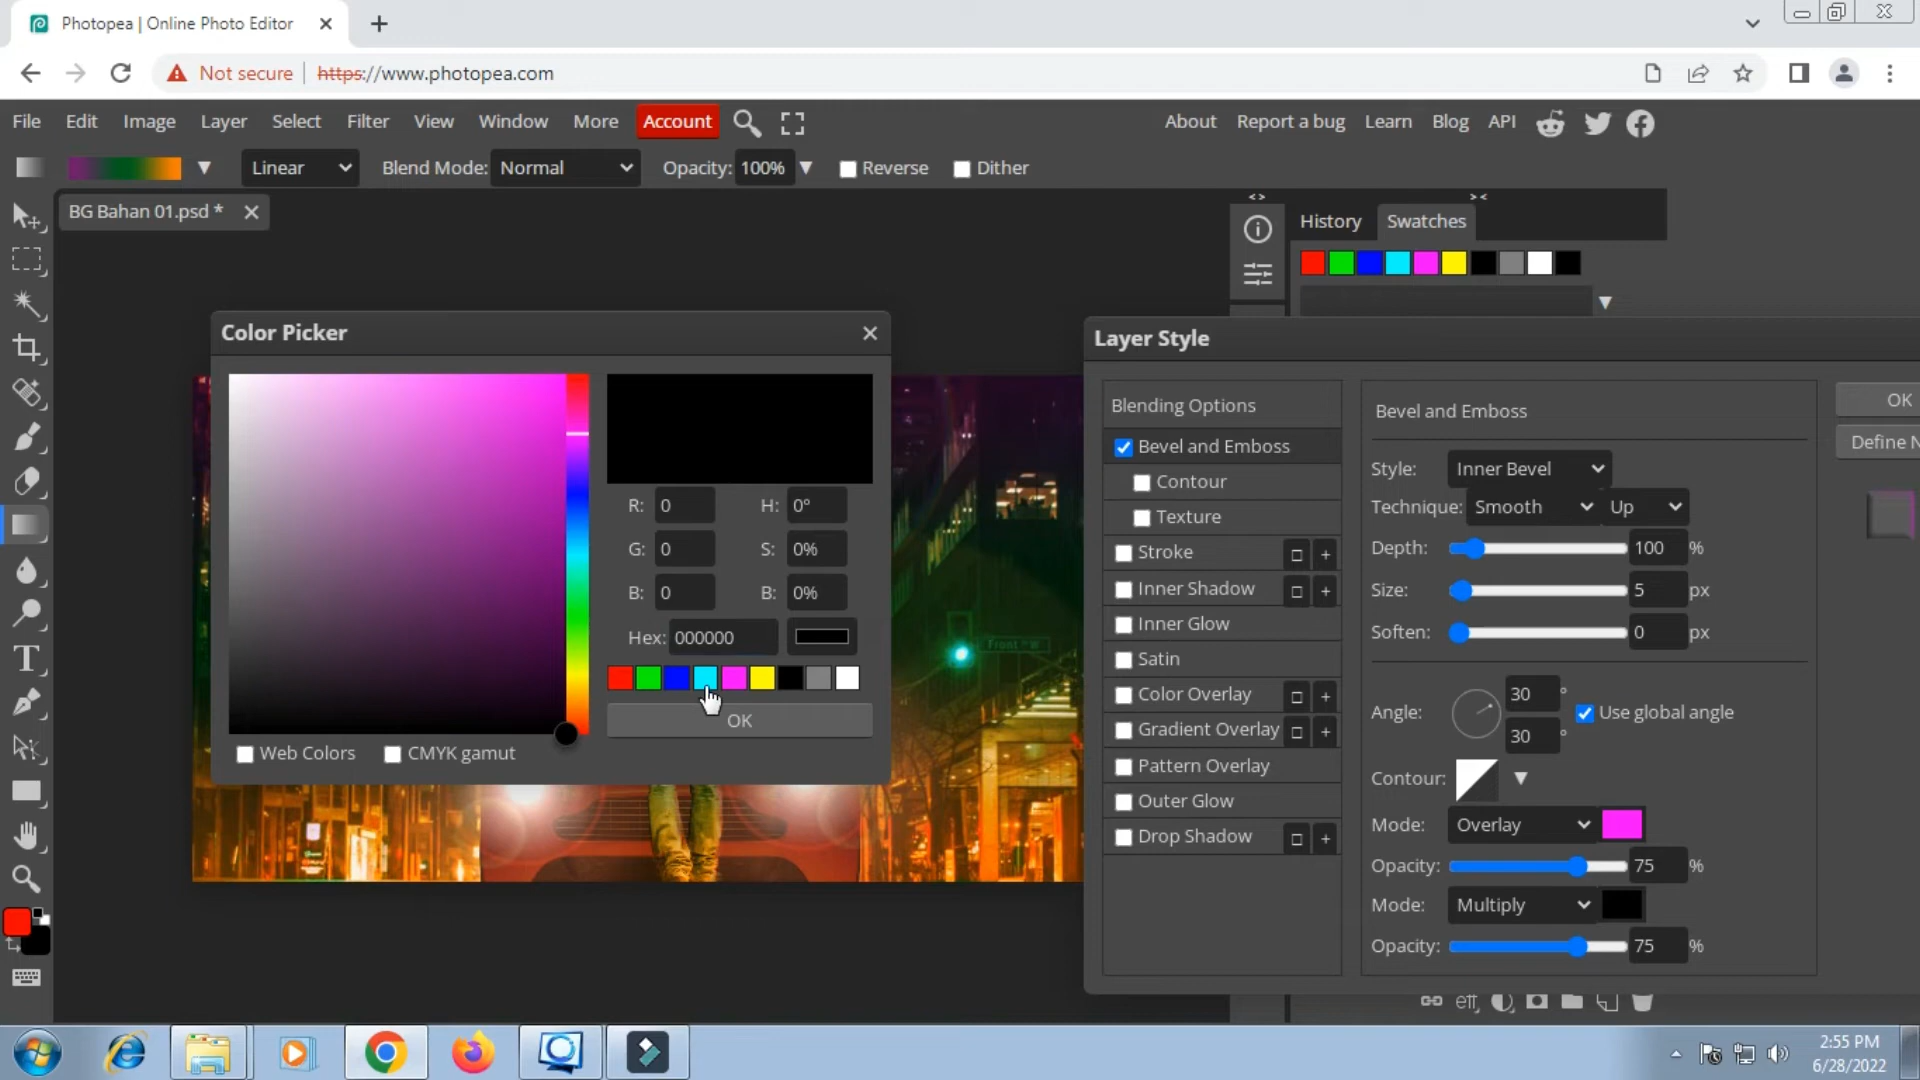 Photopea | Online Photo Editor
Not secure https://www.photopea.com
File Edit Image Layer Select Filter View Window More Account
About Report a bug Learn Blog API
Linear Blend Mode: Normal Opacity: 100% Reverse Dither
BG Bahan 01.psd *
History Swatches
Color Picker
R: 0 H: 0°
G: 0 S: 0%
B: 0 B: 0%
Hex: 000000
OK
Web Colors CMYK gamut
Front W
Layer Style
Blending Options
Bevel and Emboss
Contour
Texture
Stroke
Inner Shadow
Inner Glow
Satin
Color Overlay
Gradient Overlay
Pattern Overlay
Outer Glow
Drop Shadow
Bevel and Emboss
Style: Inner Bevel
Technique: Smooth Up
Depth: 100 %
Size: 5 px
Soften: 0 px
Angle: 30 °
30 °
Use global angle
Contour:
Mode: Overlay
Opacity: 75 %
Mode: Multiply
Opacity: 75 %
OK
Define N
eff
2:55 PM
6/28/2022